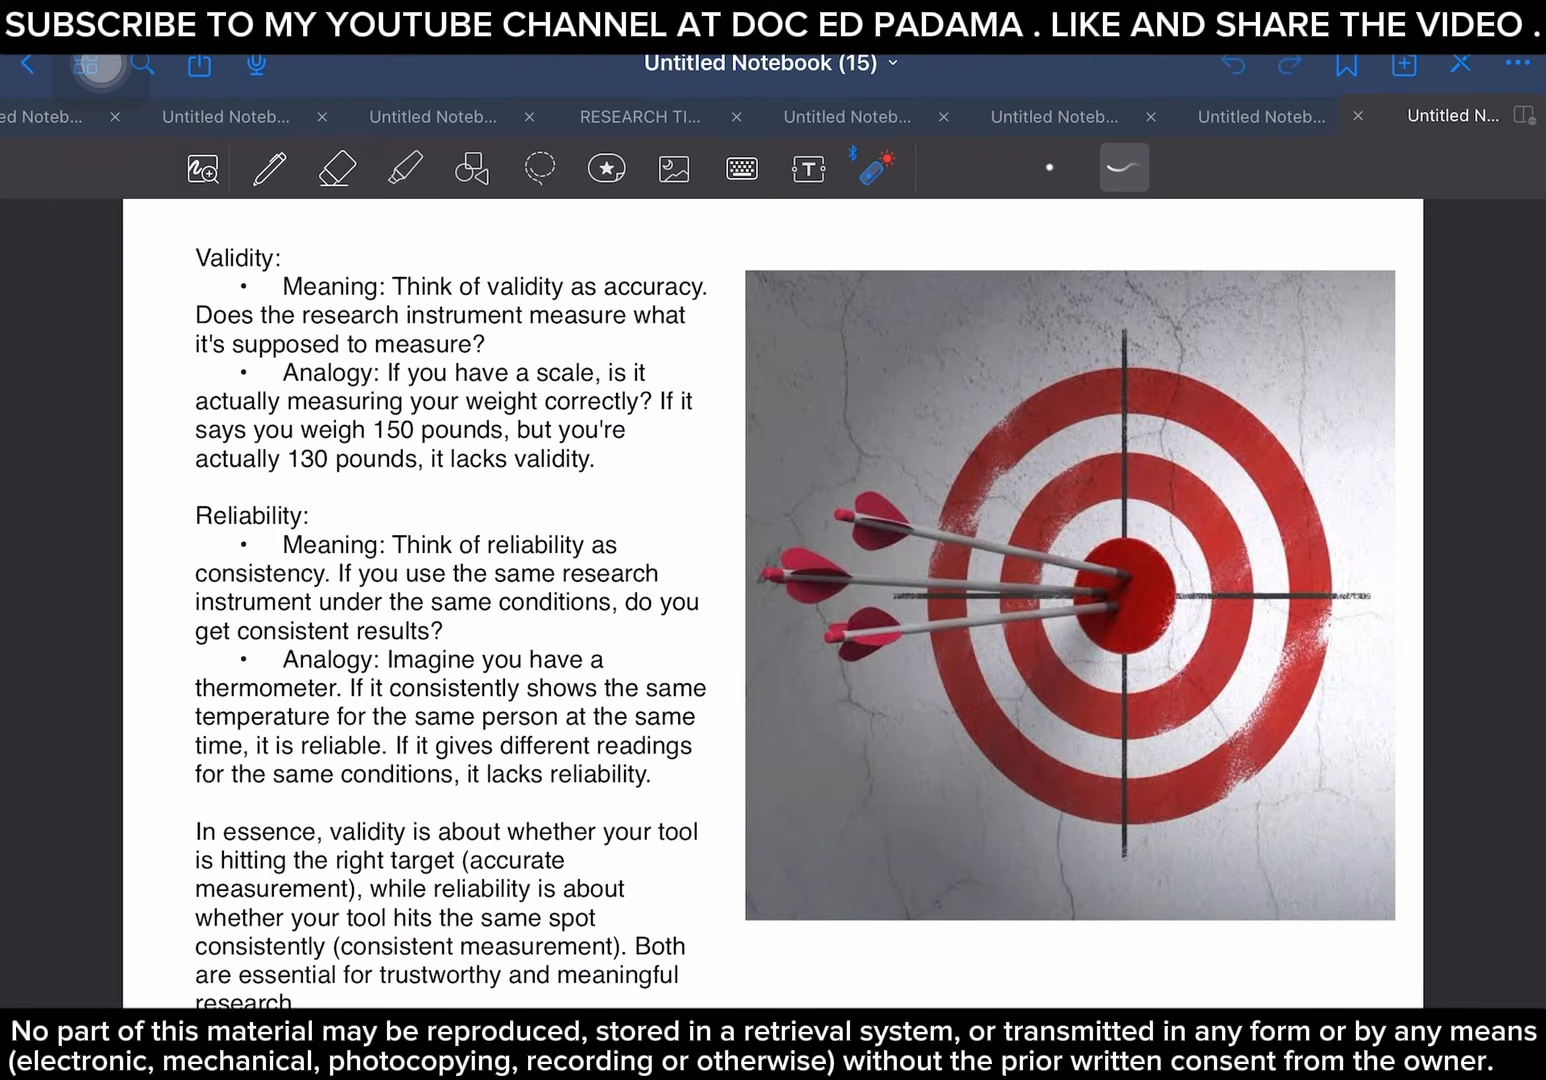 SUBSCRIBE TO MY YOUTUBE CHANNEL AT DOC ED PADAMA . LIKE AND SHARE THE VIDEO .
Untitled Notebook (15)
ed Noteb... Untitled Noteb... Untitled Noteb... RESEARCH TI... Untitled Noteb... Untitled Noteb... Untitled Noteb... Untitled N...
T
Validity:
• Meaning: Think of validity as accuracy.
Does the research instrument measure what
it's supposed to measure?
• Analogy: If you have a scale, is it
actually measuring your weight correctly? If it
says you weigh 150 pounds, but you're
actually 130 pounds, it lacks validity.
Reliability:
• Meaning: Think of reliability as
consistency. If you use the same research
instrument under the same conditions, do you
get consistent results?
• Analogy: Imagine you have a
thermometer. If it consistently shows the same
temperature for the same person at the same
time, it is reliable. If it gives different readings
for the same conditions, it lacks reliability.
In essence, validity is about whether your tool
is hitting the right target (accurate
measurement), while reliability is about
whether your tool hits the same spot
consistently (consistent measurement). Both
are essential for trustworthy and meaningful
research
No part of this material may be reproduced, stored in a retrieval system, or transmitted in any form or by any means
(electronic, mechanical, photocopying, recording or otherwise) without the prior written consent from the owner.